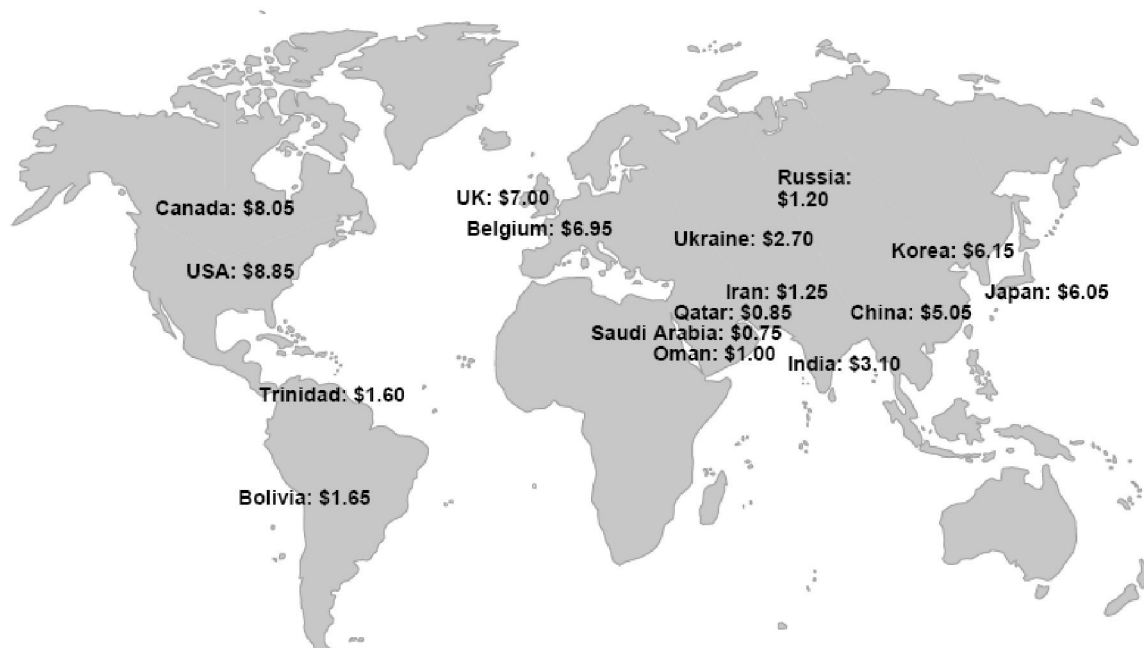 Russia:
$1.20
UK: $7.00
Canada: $8.05
Belgium: $6.95
Ukraine: $2.70
Korea: $6.15
USA: $8.85
Iran: $1.25
Japan: $6.05
Qatar: $0.85
China: $5.05
Saudi Arabia: $0.75
Oman: $1.00
India: $3.10
Trinidad: $1.60
Bolivia: $1.65